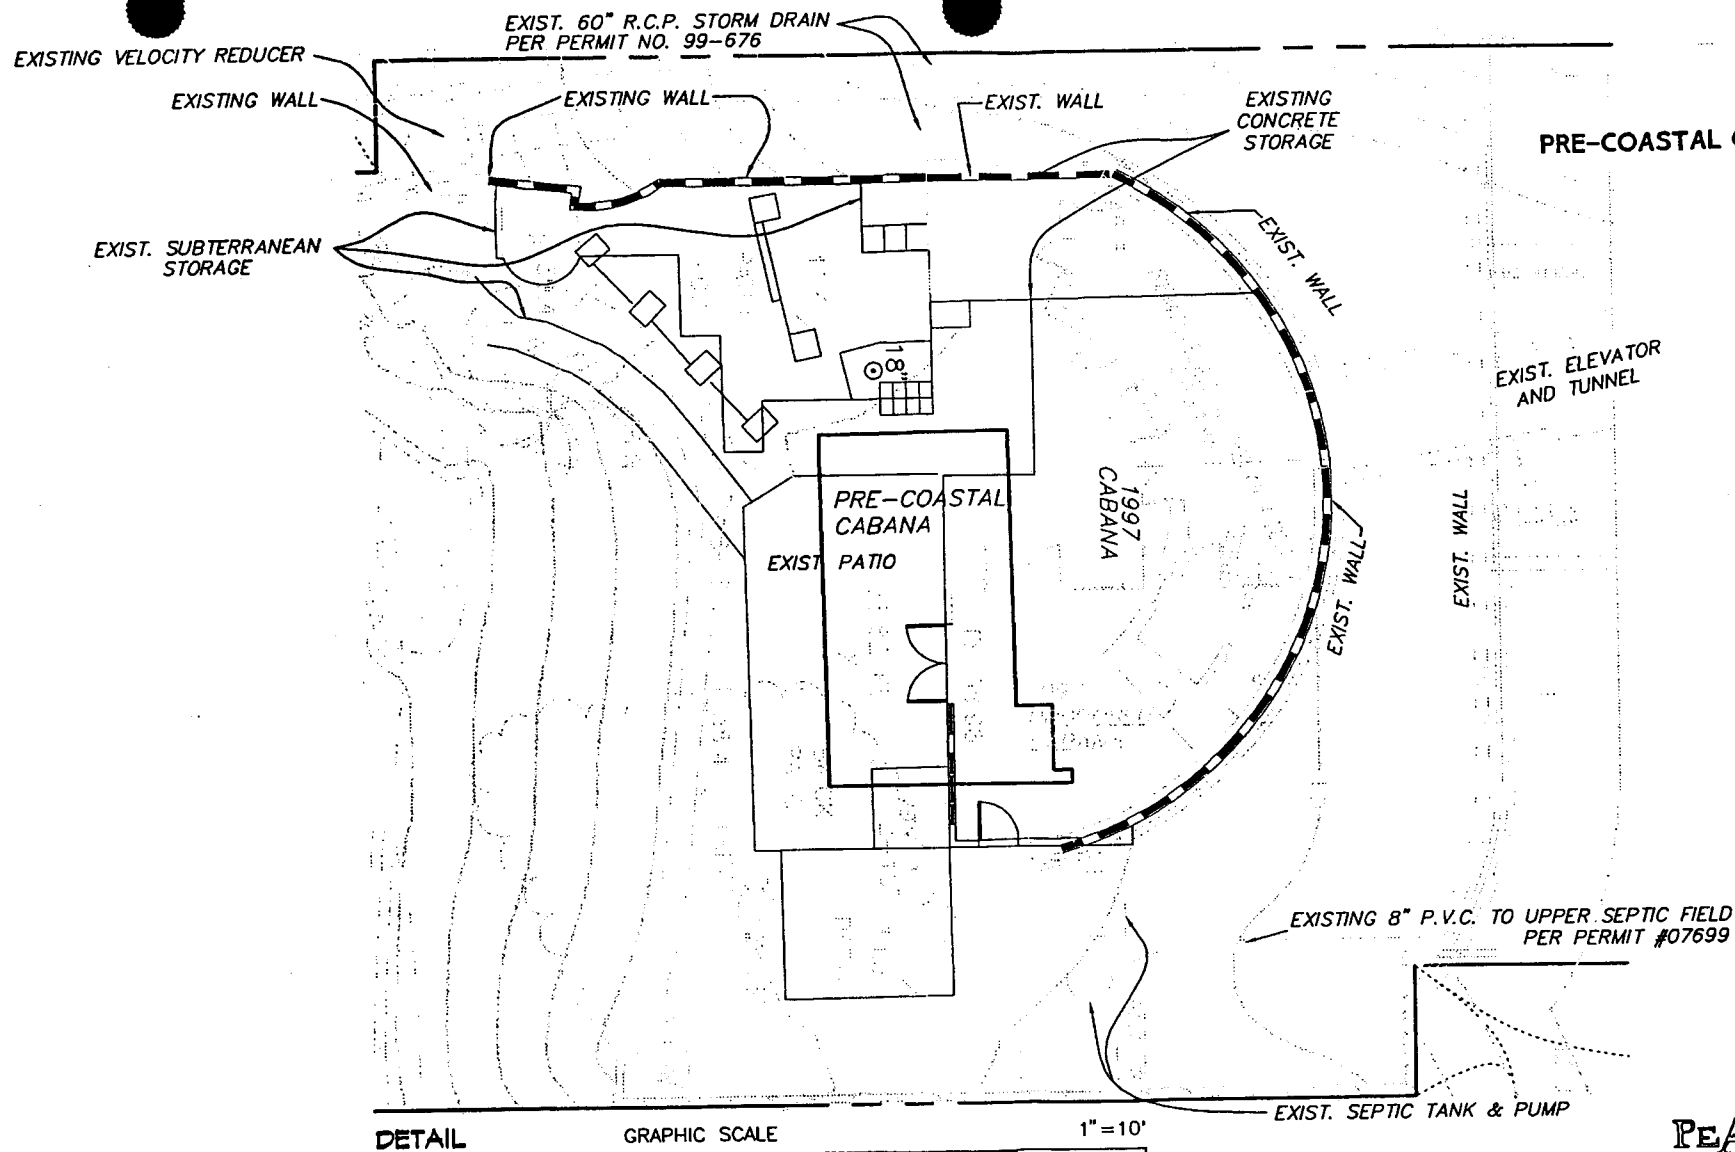 EXIST. 60" R.C.P. STORM DRAIN
PER PERMIT NO. 99-676
EXISTING VELOCITY REDUCER
EXISTING WALL
EXISTING WALL
EXIST. WALL
EXISTING
CONCRETE
STORAGE
PRE-COASTAL
EXIST. SUBTERRANEAN
STORAGE
EXIST. WALL
EXIST. ELEVATOR
AND TUNNEL
18"
PRE-COASTAL
CABANA
1997
CABANA
EXIST. PATIO
EXIST. WALL
EXIST. WALL
EXISTING 8" P.V.C. TO UPPER SEPTIC FIELD
PER PERMIT #07699
EXIST. SEPTIC TANK & PUMP
DETAIL
GRAPHIC SCALE
1"=10'